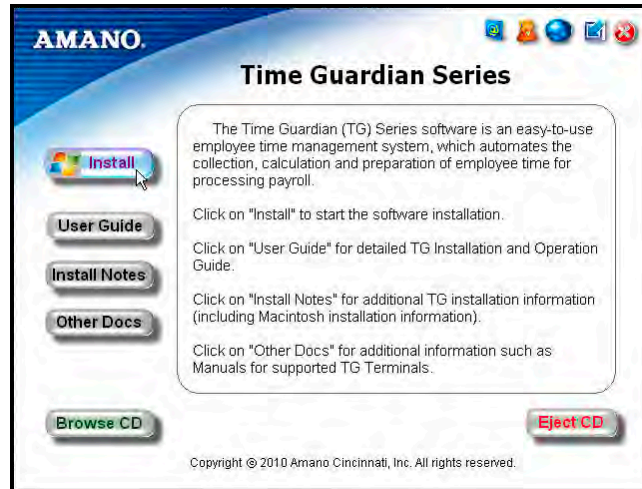 AMANO.
Time Guardian Series
The Time Guardian (TG) Series software is an easy-to-use
employee time management system, which automates the
collection, calculation and preparation of employee time for
processing payroll.
Click on "Install" to start the software installation.
Click on "User Guide" for detailed TG Installation and Operation
Guide.
Click on "Install Notes" for additional TG installation information
(including Macintosh installation information).
Click on "Other Docs" for additional information such as
Manuals for supported TG Terminals.
Install
User Guide
Install Notes
Other Docs
Browse CD
Eject CD
Copyright © 2010 Amano Cincinnati, Inc. All rights reserved.